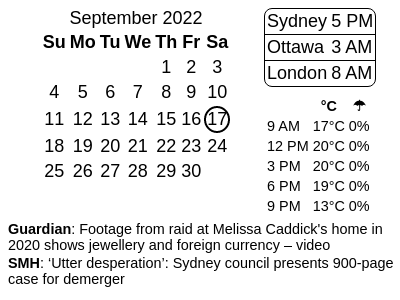 September 2022
Su Mo Tu We Th Fr Sa
1 2 3
4 5 6 7 8 9 10
11 12 13 14 15 16 17
18 19 20 21 22 23 24
25 26 27 28 29 30
Sydney 5 PM
Ottawa 3 AM
London 8 AM
°C ☂
9 AM 17°C 0%
12 PM 20°C 0%
3 PM 20°C 0%
6 PM 19°C 0%
9 PM 13°C 0%
Guardian: Footage from raid at Melissa Caddick's home in
2020 shows jewellery and foreign currency – video
SMH: ‘Utter desperation’: Sydney council presents 900-page
case for demerger